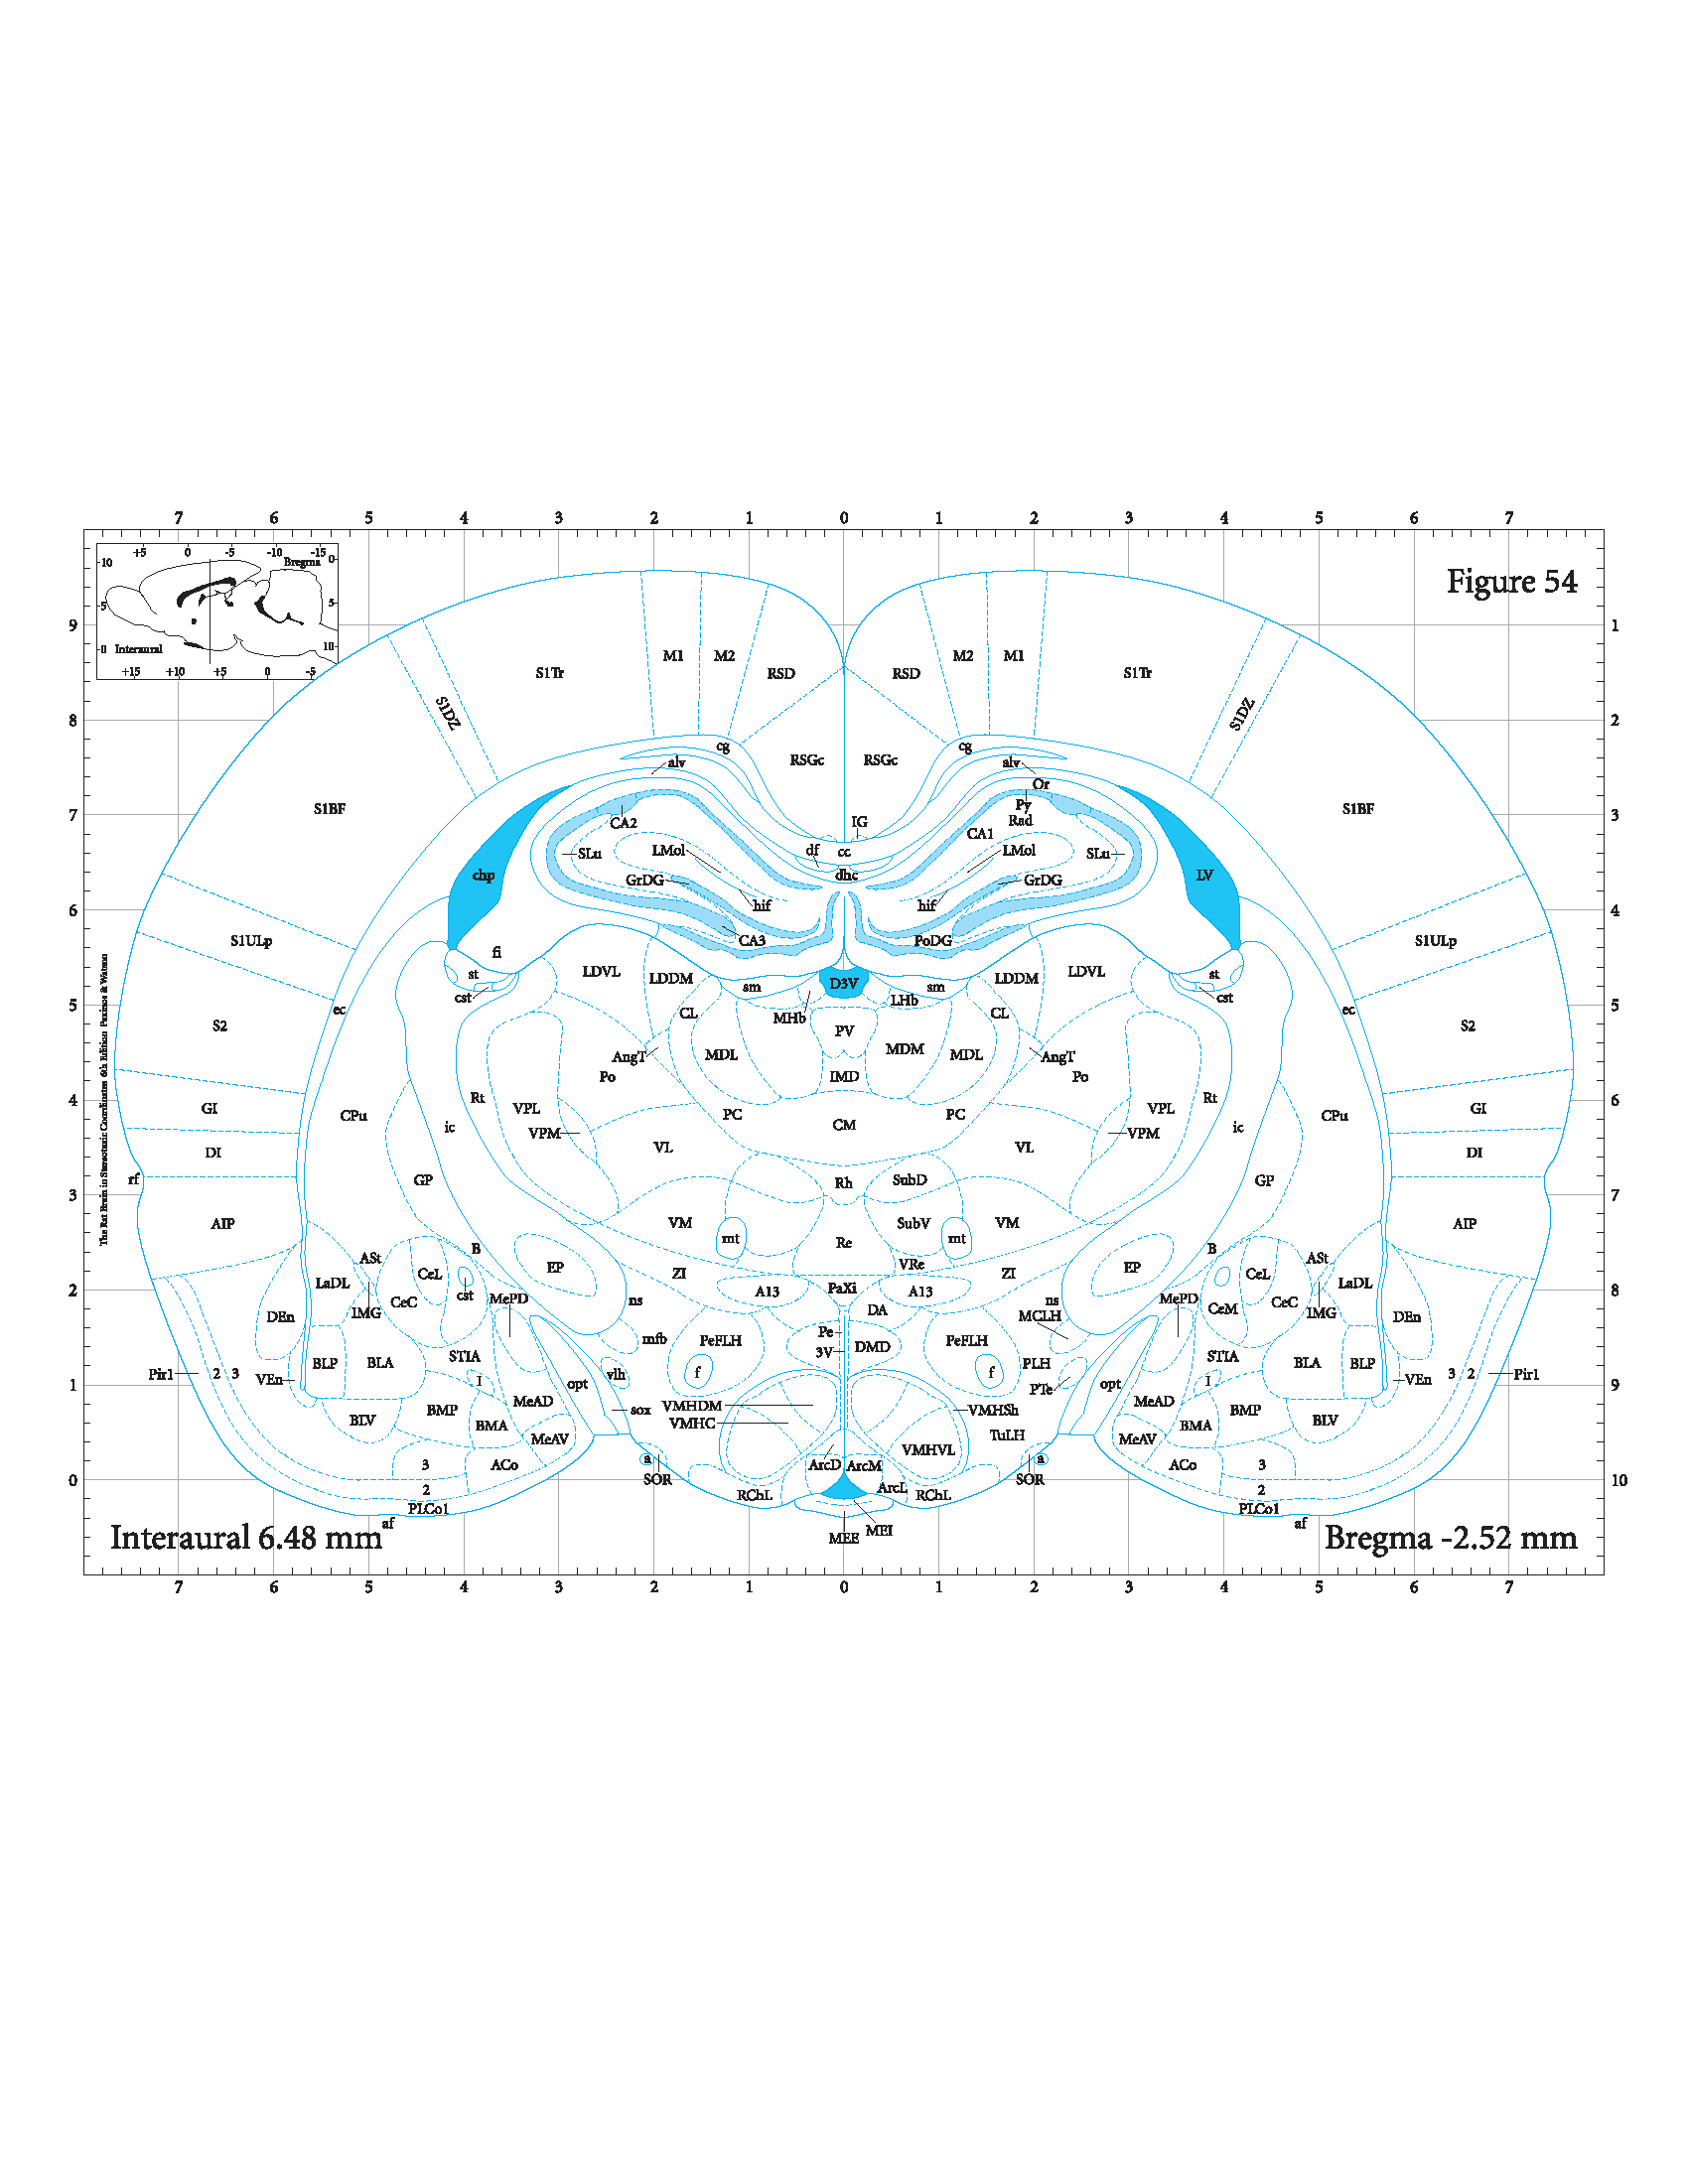 7 6 5 4 3 2 1 0 1 2 3 4 5 6 7
+5 0 -5 -10 -15
Bregma
10 0
5 5
0 Interaural 10
+15 +10 +5 0 -5
Figure 54
9 1
M1 M2 RSD RSD M2 M1
S1Tr S1Tr
S1DZ S1DZ
8 2
cg cg
RSGc RSGc
alv alv
Or
Py
Rad
S1BF S1BF
7 3
CA2 IG CA1
SLu LMol df cc LMol SLu
chp GrDG dhc GrDG LV
hif hif
6 4
S1ULp CA3 PoDG S1ULp
fi
st LDVL LDDM sm D3V sm LDDM LDVL st
cst LHb cst
5 5
ec CL MHb CL ec
S2 PV S2
AngT MDL MDM MDL AngT
Po IMD Po
4 6
GI CPu Rt VPL PC CM PC VPL Rt CPu GI
ic VPM VPM ic
DI VL VL DI
rf GP Rh SubD GP
3 7
AIP VM mt Re SubV mt VM AIP
B B
ASt EP VRe EP ASt
LaDL CeL ZI ZI CeL LaDL
2 8
cst A13 PaXi A13
CeC MePD ns DA ns MePD CeM CeC
IMG MCLH IMG
DEn mfb PeFLH Pe DMD PeFLH DEn
3V
BLP BLA STIA PLH STIA BLA BLP
Pir1 2 3 VEn I opt vlh f f PTe opt I VEn 3 2 Pir1
1 9
MeAD MeAD
BLV BMP BMA sox VMHDM VMHSh BMA BMP BLV
VMHC
MeAV TuLH MeAV
VMHVL
3 ACo a ArcD ArcM a ACo 3
0 SOR SOR 10
2 RChL ArcL RChL 2
PLCo1 PLCo1
af MEE MEI af
Interaural 6.48 mm Bregma -2.52 mm
7 6 5 4 3 2 1 0 1 2 3 4 5 6 7
The Rat Brain in Stereotaxic Coordinates 6th Edition Paxinos & Watson